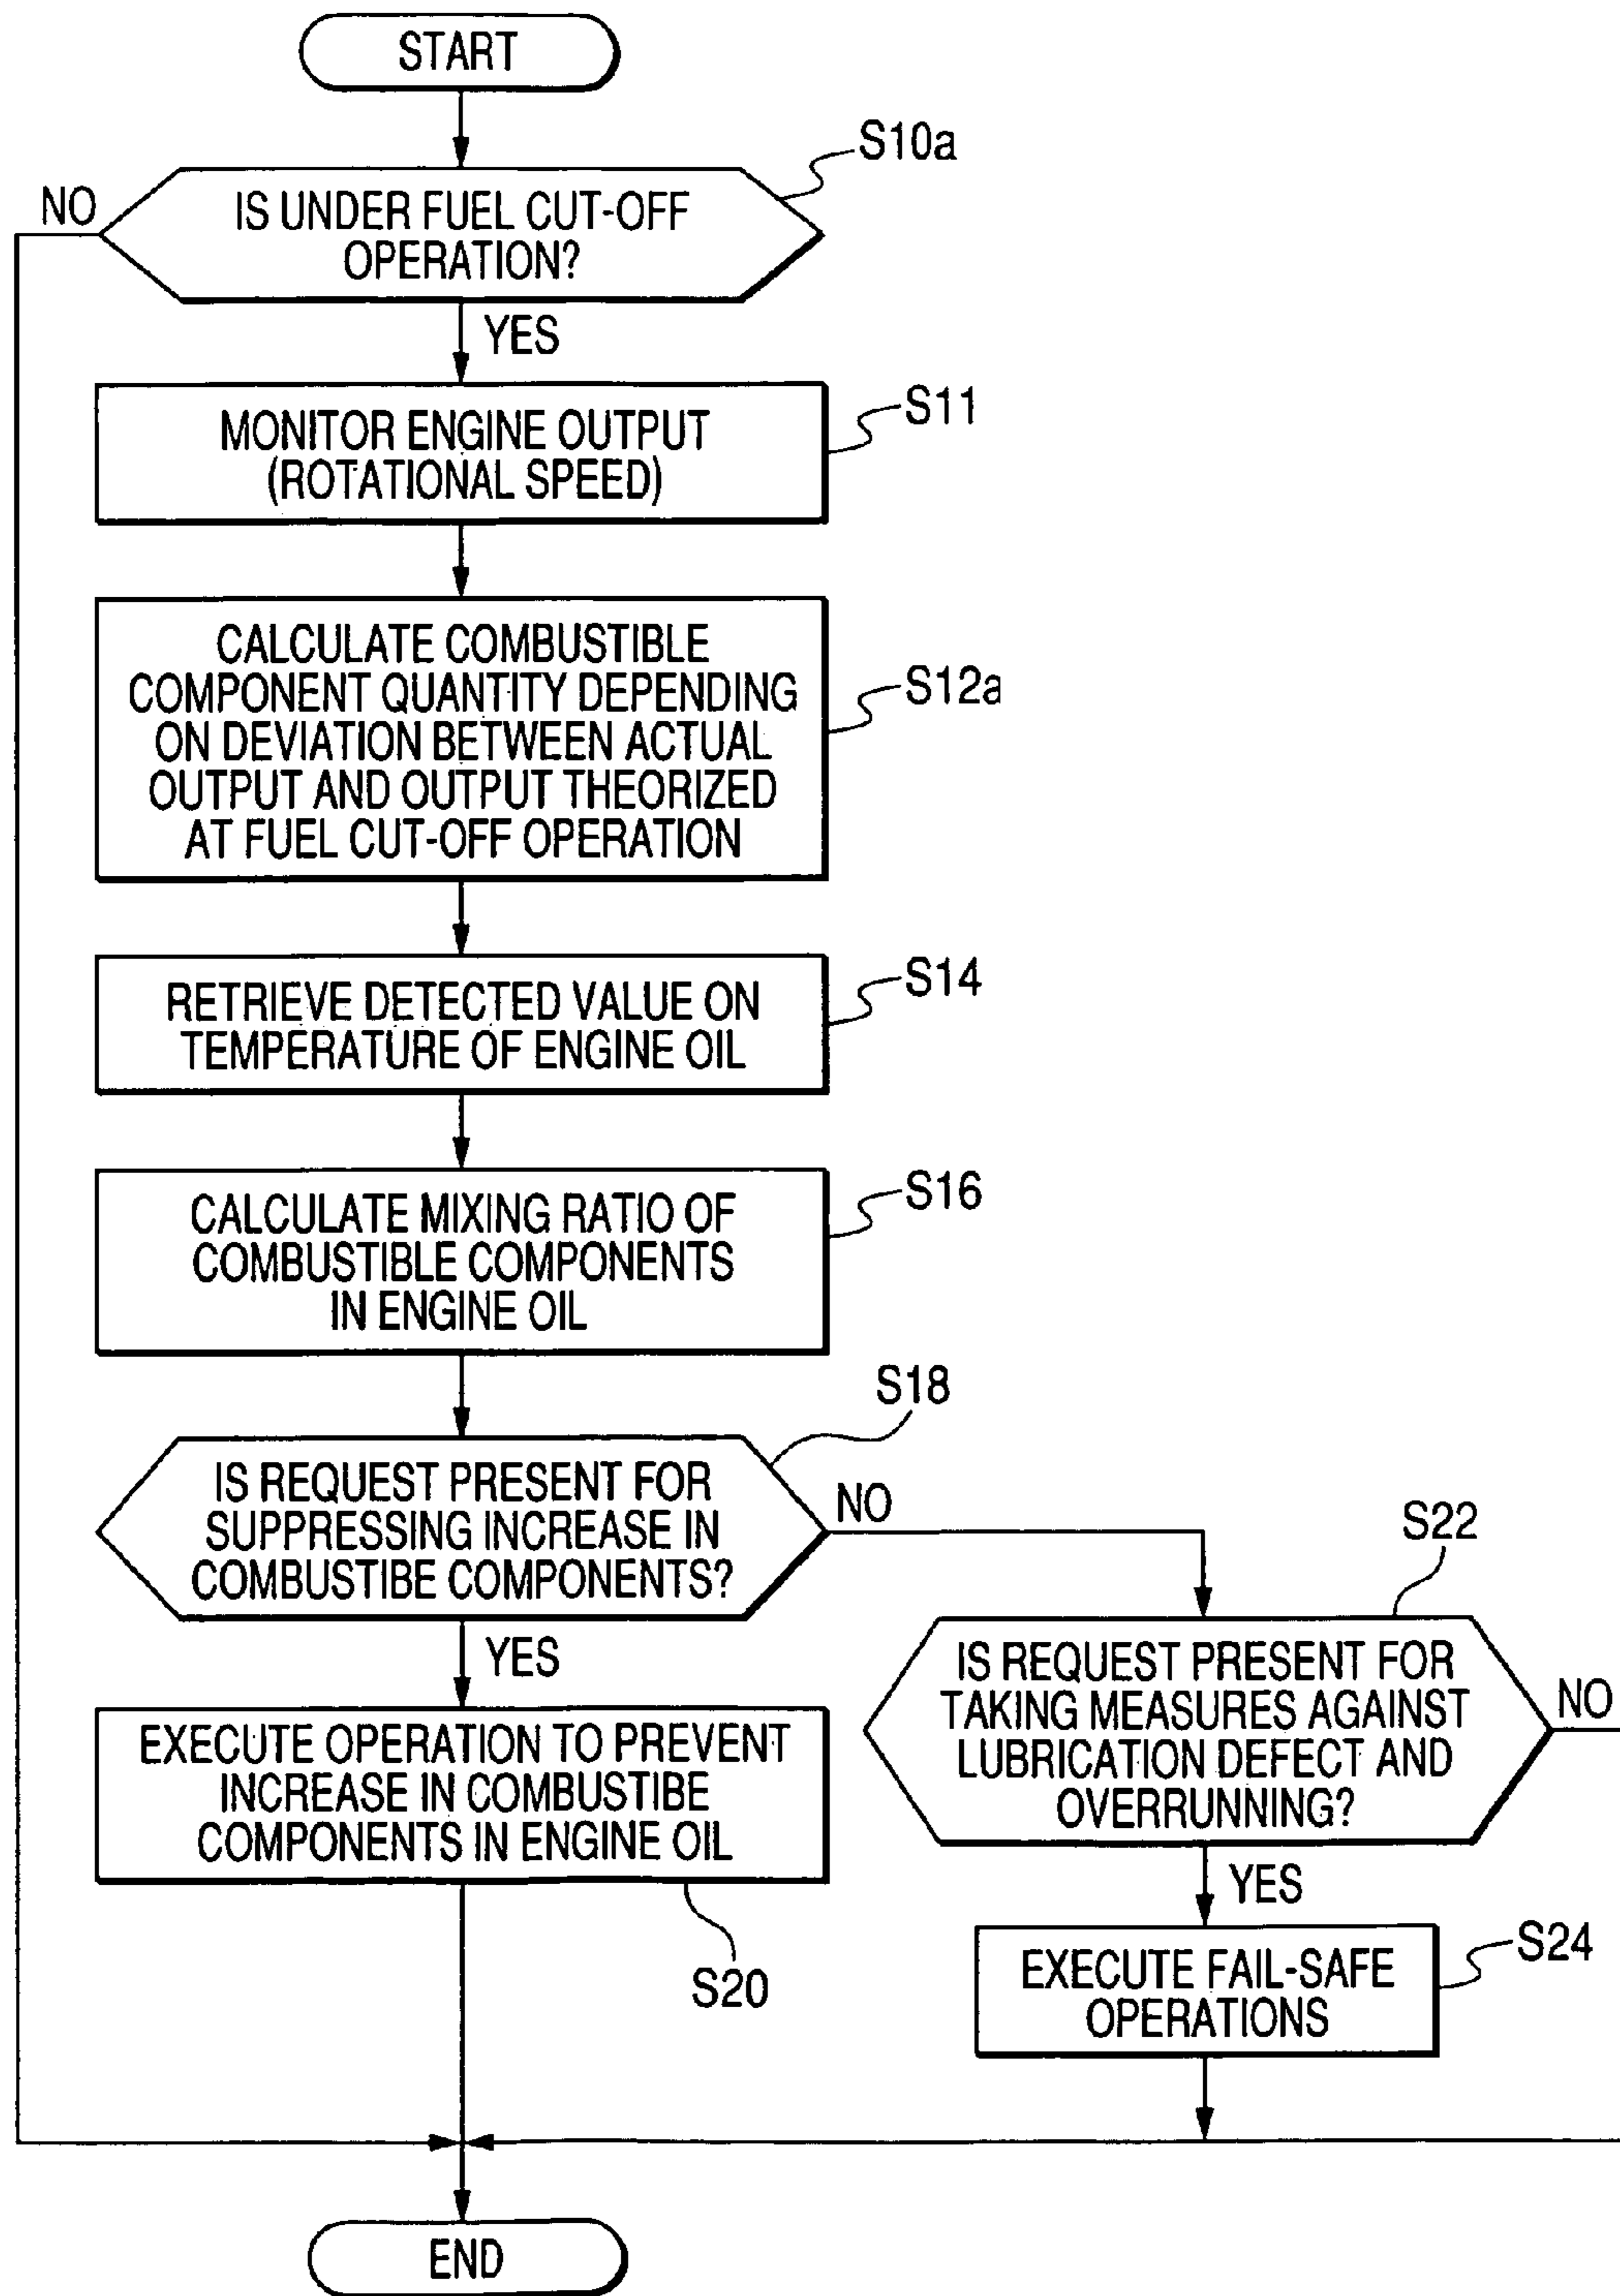 START
S10a
NO
IS UNDER FUEL CUT-OFF
OPERATION?
YES
MONITOR ENGINE OUTPUT
(ROTATIONAL SPEED)
S11
CALCULATE COMBUSTIBLE
COMPONENT QUANTITY DEPENDING
ON DEVIATION BETWEEN ACTUAL
OUTPUT AND OUTPUT THEORIZED
AT FUEL CUT-OFF OPERATION
S12a
RETRIEVE DETECTED VALUE ON
TEMPERATURE OF ENGINE OIL
S14
CALCULATE MIXING RATIO OF
COMBUSTIBLE COMPONENTS
IN ENGINE OIL
S16
S18
IS REQUEST PRESENT FOR
SUPPRESSING INCREASE IN
COMBUSTIBE COMPONENTS?
NO
YES
S22
IS REQUEST PRESENT FOR
TAKING MEASURES AGAINST
LUBRICATION DEFECT AND
OVERRUNNING?
NO
YES
EXECUTE OPERATION TO PREVENT
INCREASE IN COMBUSTIBE
COMPONENTS IN ENGINE OIL
S20
EXECUTE FAIL-SAFE
OPERATIONS
S24
END